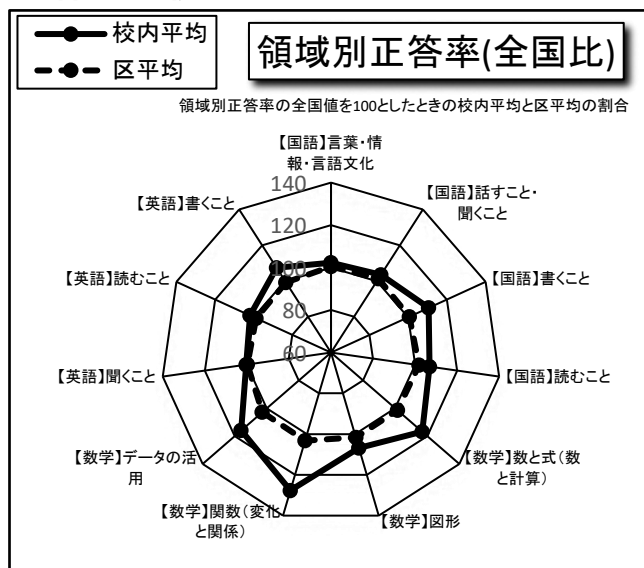 校内平均
区平均
領域別正答率(全国比)
領域別正答率の全国値を100としたときの校内平均と区平均の割合
【国語】言葉・情
報・言語文化
【国語】話すこと・
聞くこと
【国語】書くこと
【国語】読むこと
【数学】数と式(数
と計算)
【数学】図形
【数学】関数(変化
と関係)
【数学】データの活
用
【英語】聞くこと
【英語】読むこと
【英語】書くこと
140
120
100
80
60